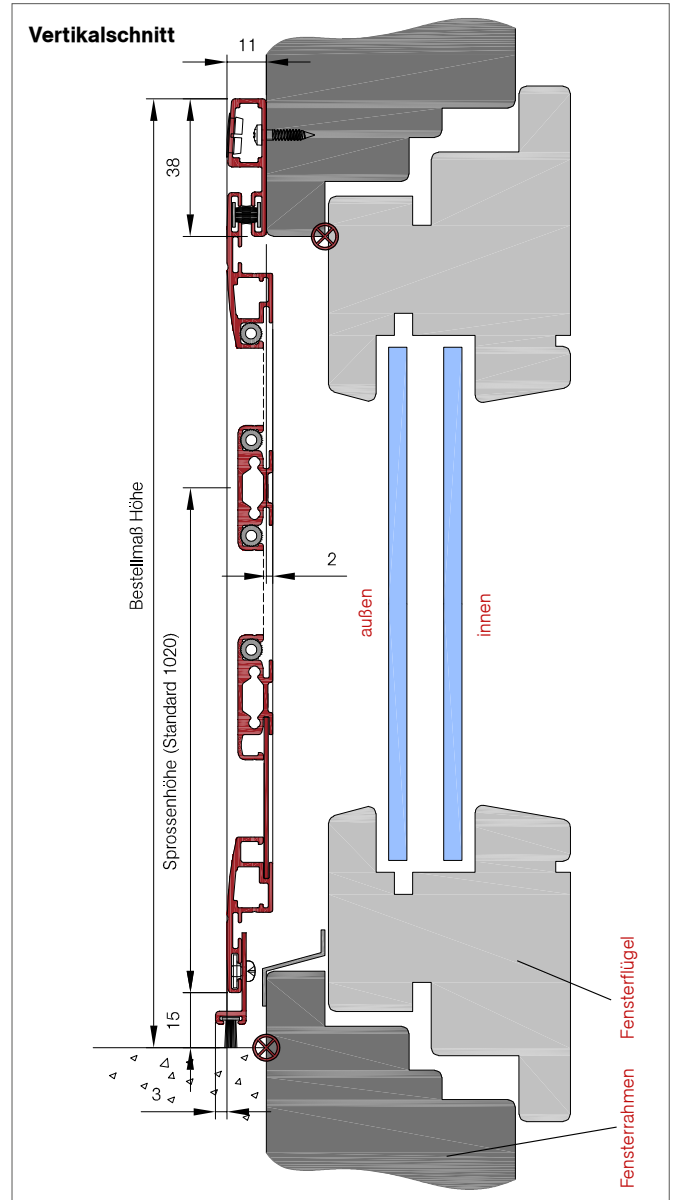 Vertikalschnitt
11
38
Bestellmaß Höhe
Sprossenhöhe (Standard 1020)
2
außen
innen
15
3
Fensterflügel
Fensterrahmen